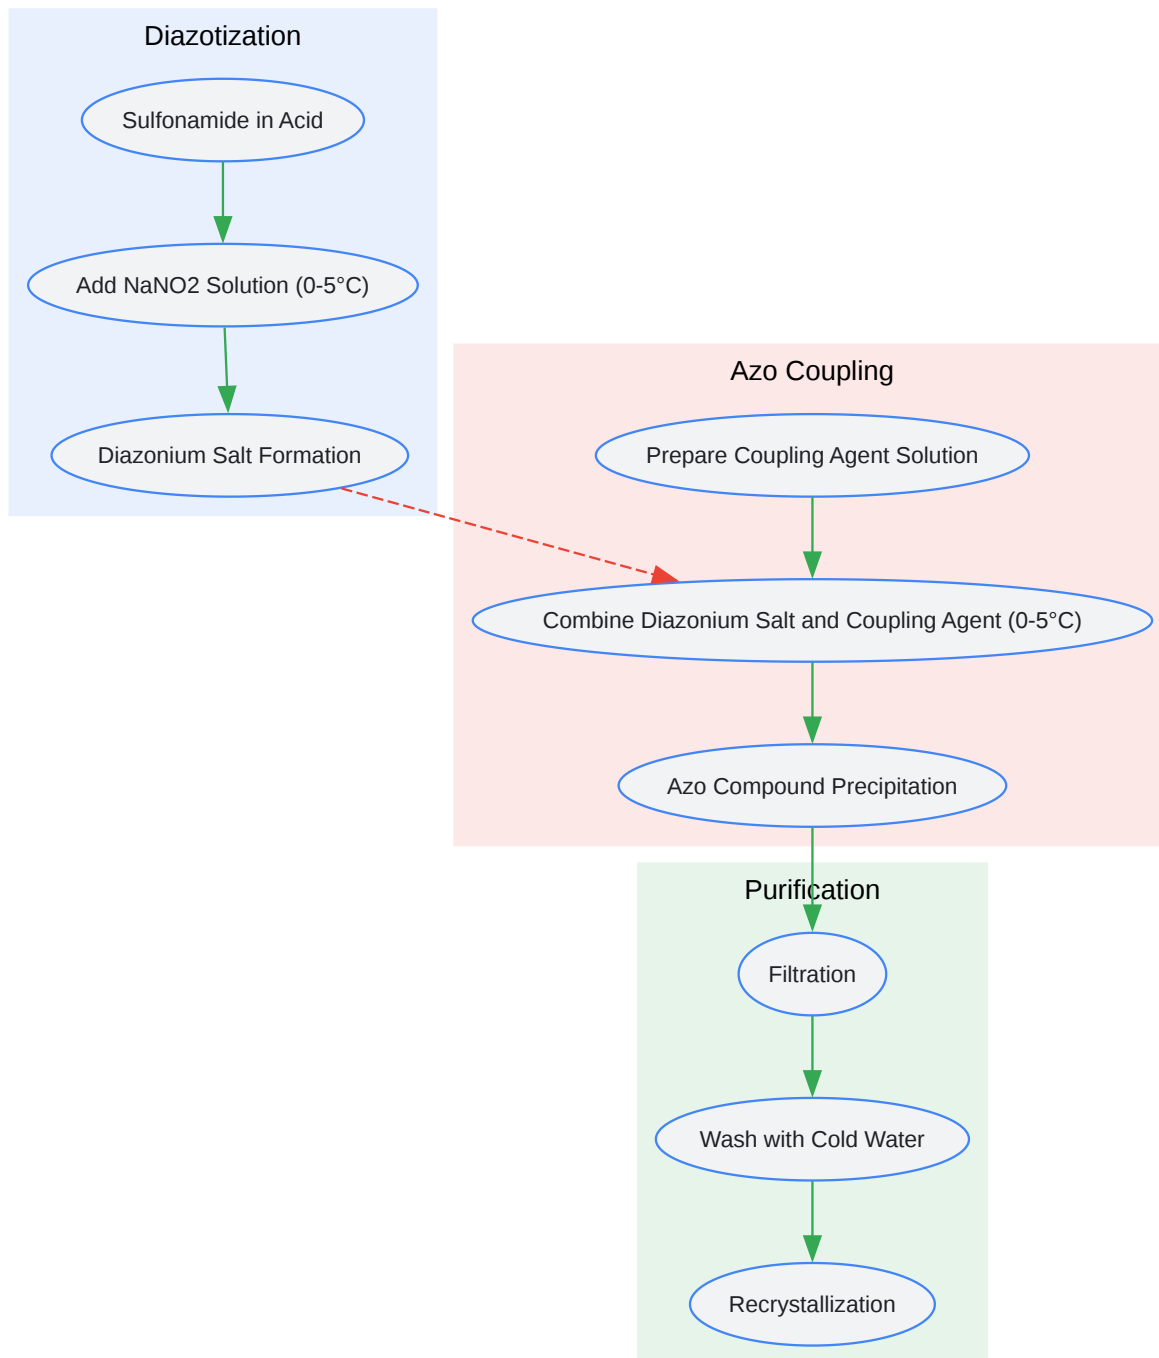 Diazotization
Sulfonamide in Acid
Add NaNO2 Solution (0-5°C)
Diazonium Salt Formation
Azo Coupling
Prepare Coupling Agent Solution
Combine Diazonium Salt and Coupling Agent (0-5°C)
Azo Compound Precipitation
Purification
Filtration
Wash with Cold Water
Recrystallization